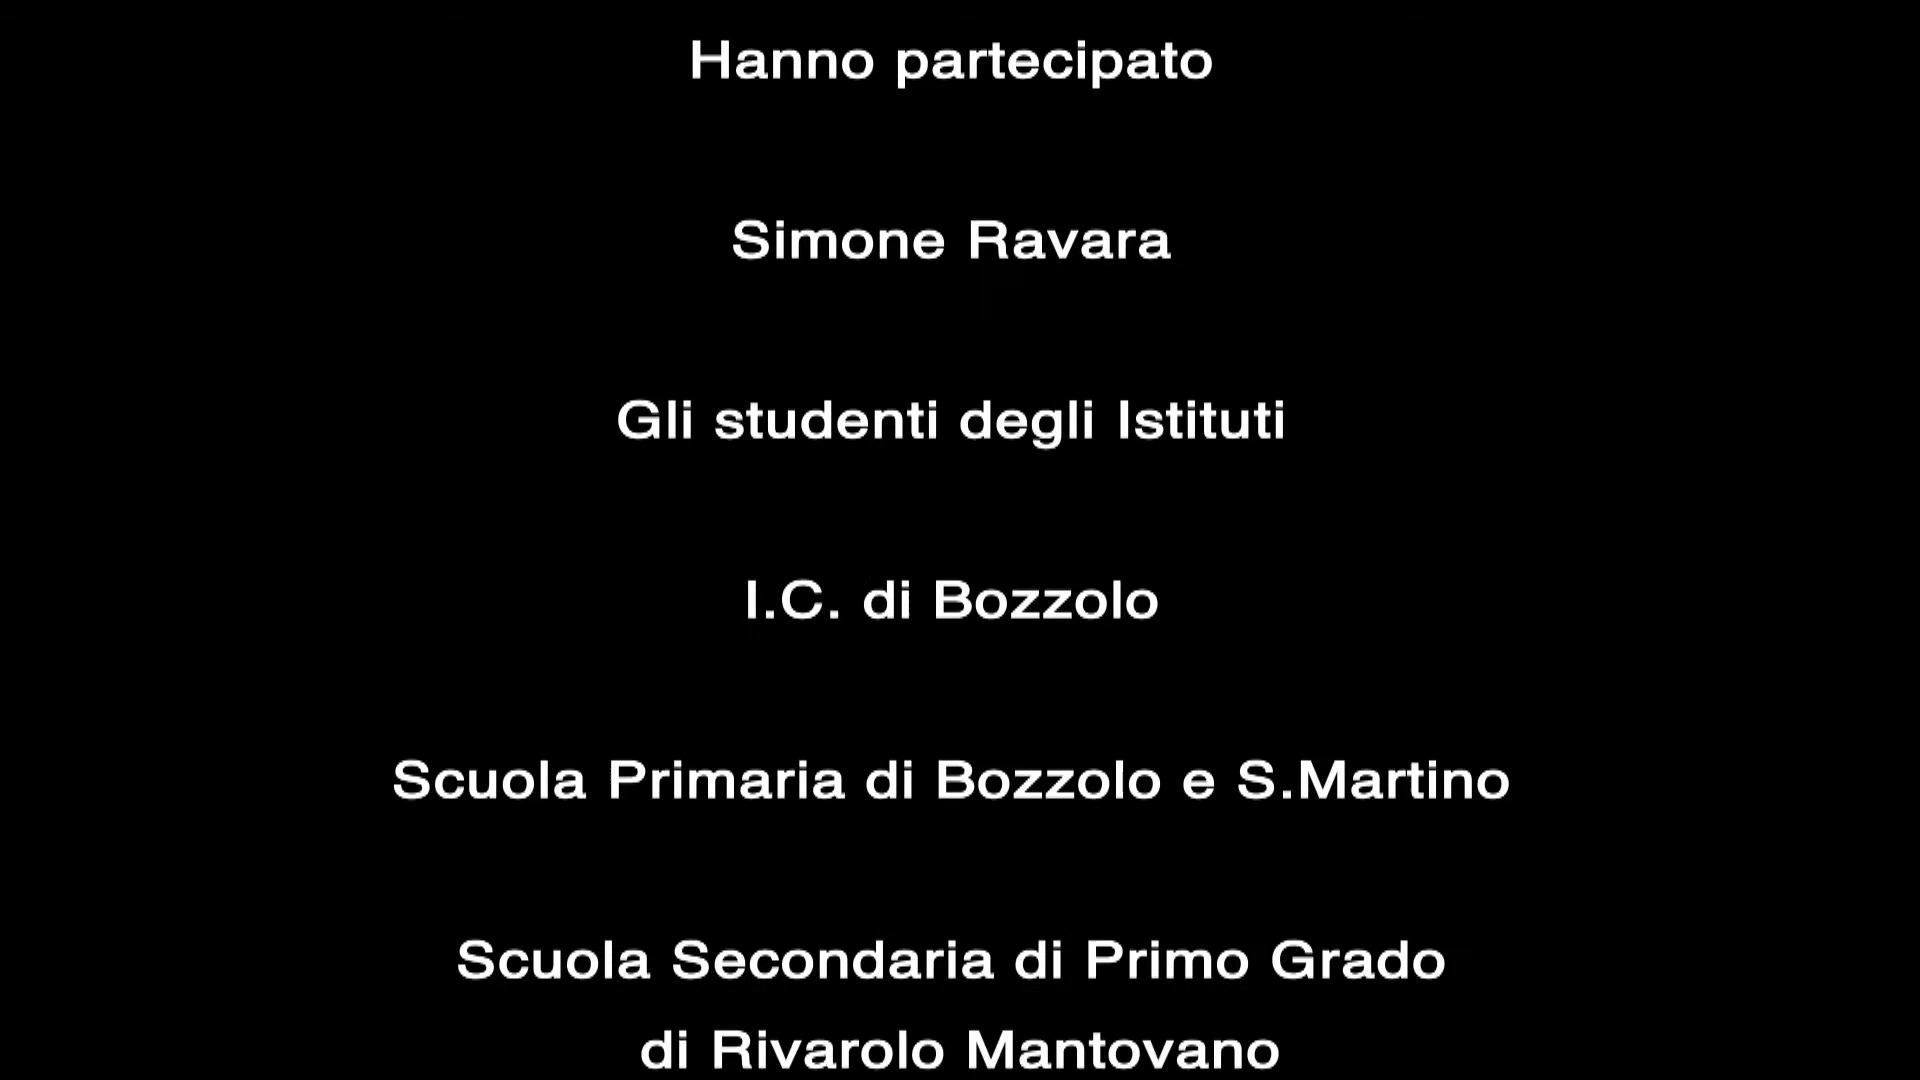 Hanno partecipato
Simone Ravara
Gli studenti degli Istituti
I.C. di Bozzolo
Scuola Primaria di Bozzolo e S.Martino
Scuola Secondaria di Primo Grado
di Rivarolo Mantovano